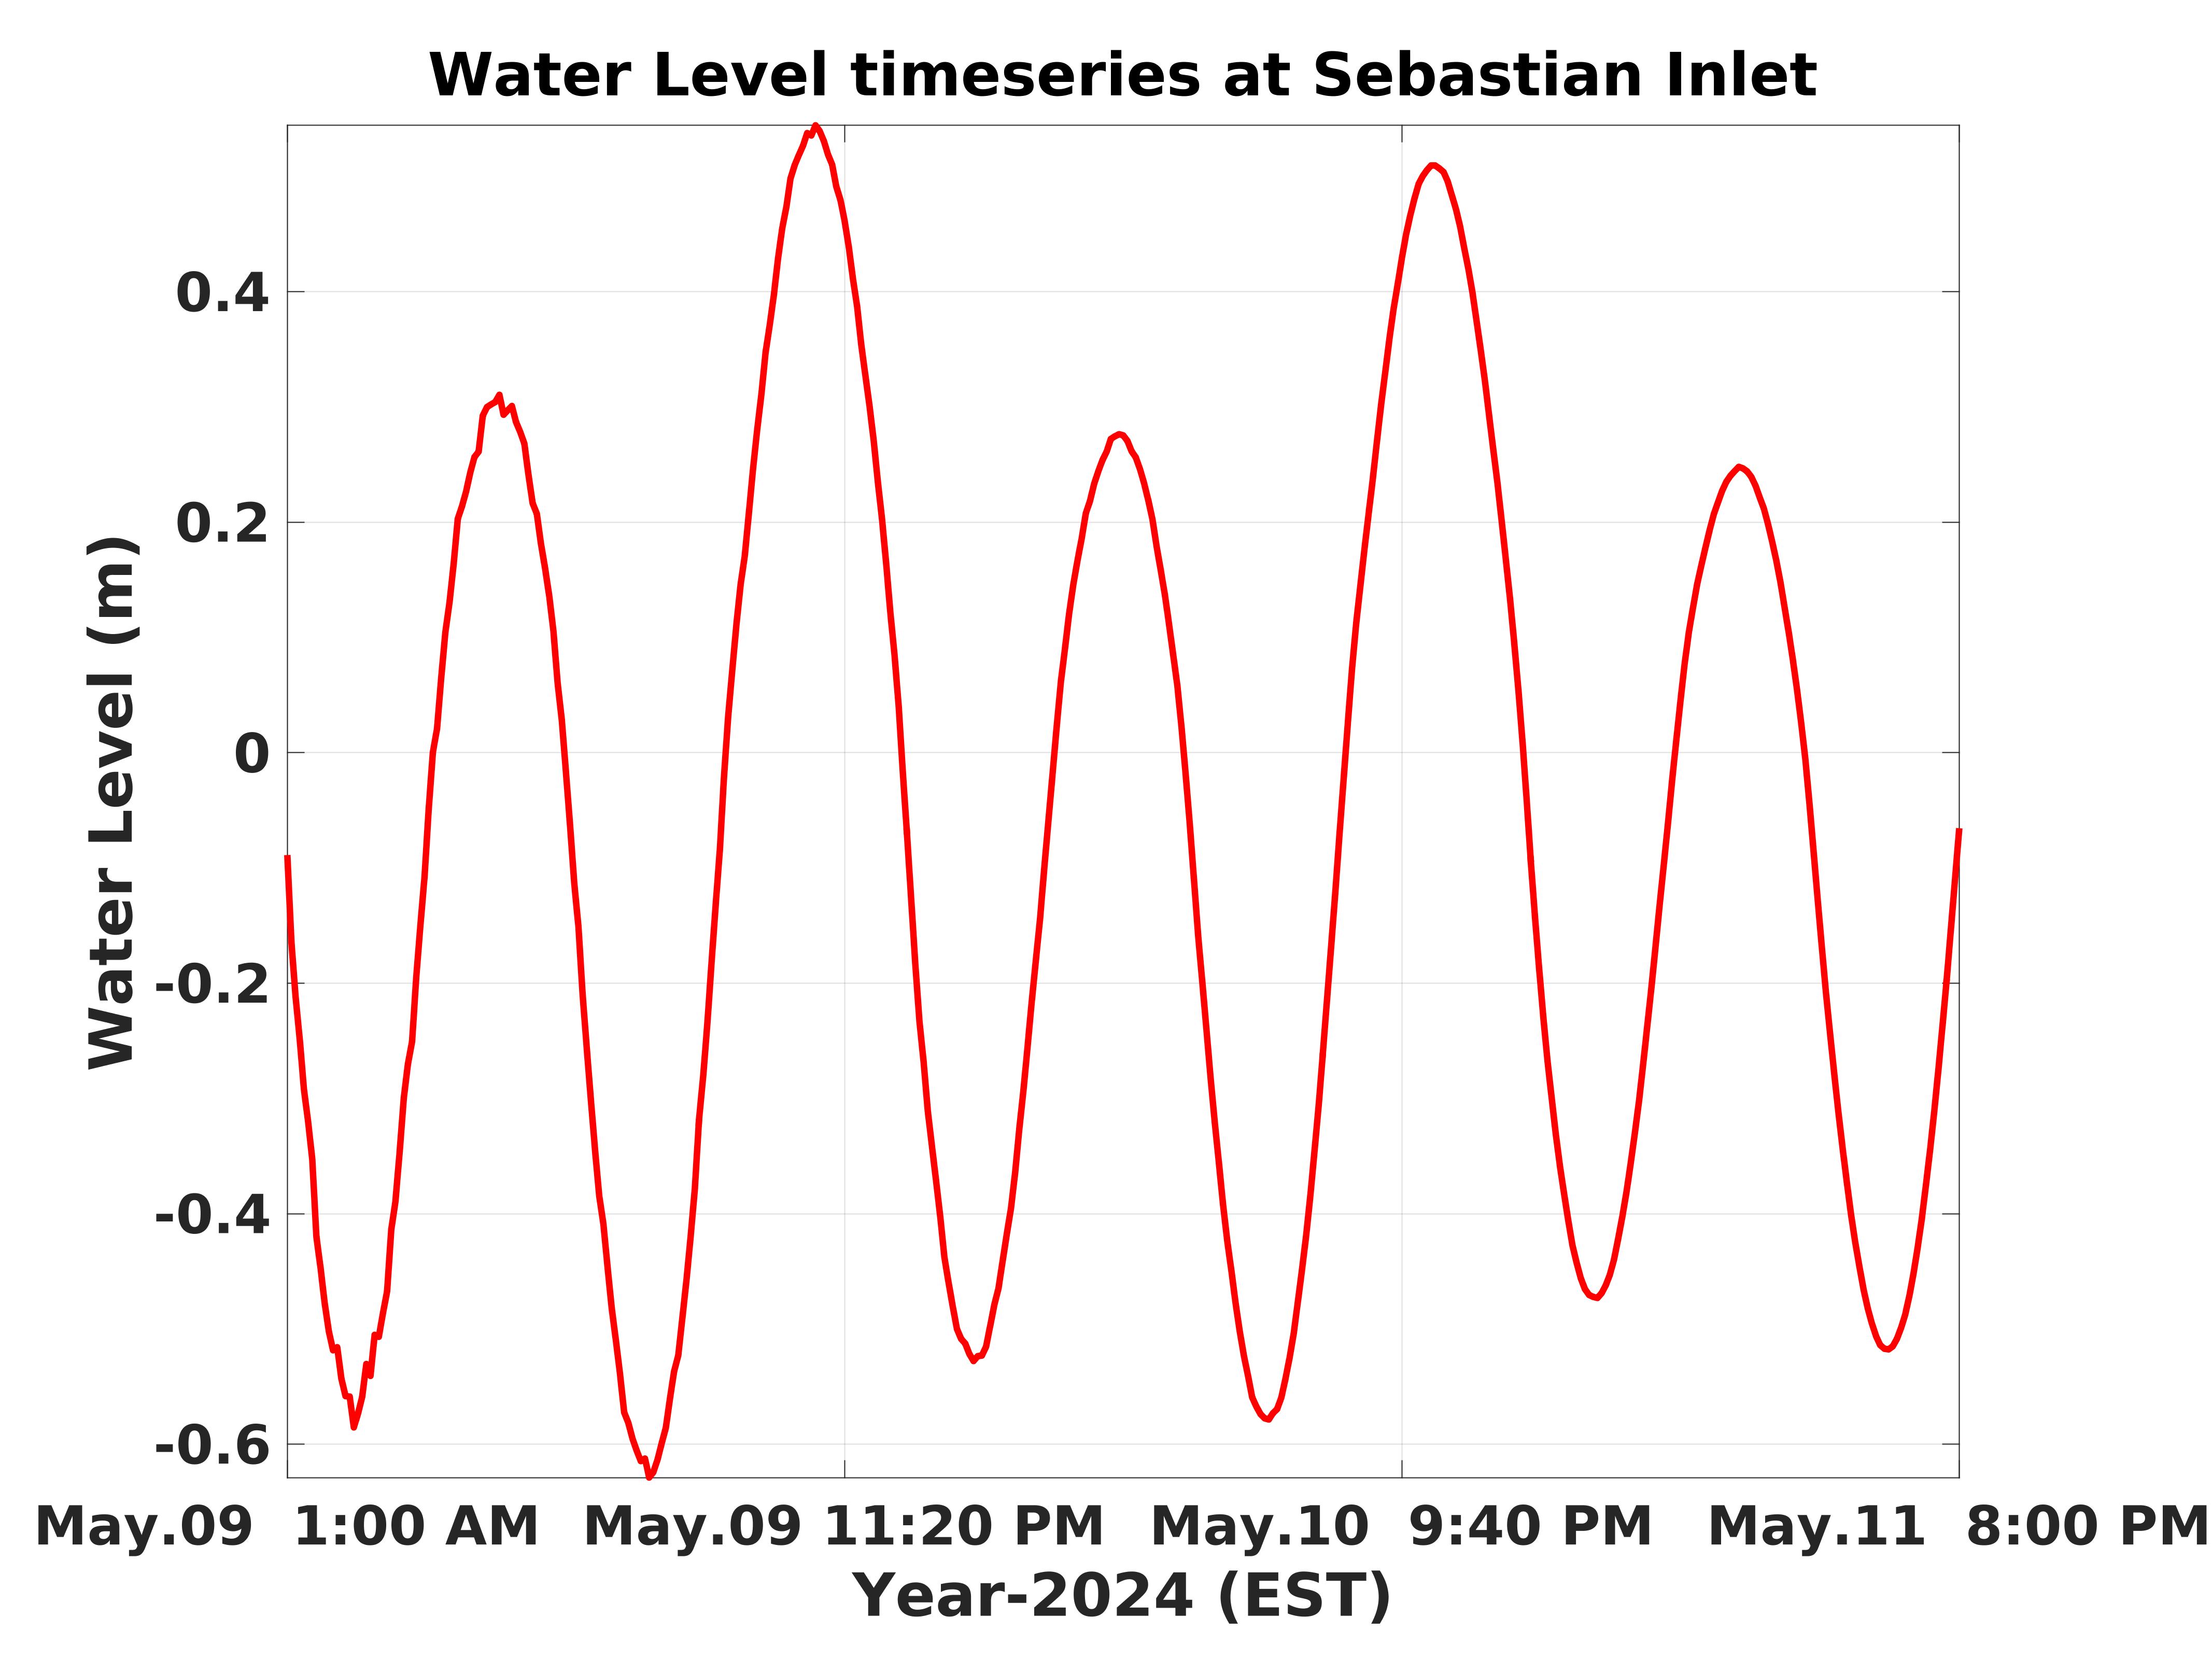 Water Level timeseries at Sebastian Inlet
Water Level (m)
0.4
0.2
0
-0.2
-0.4
-0.6
May.09 1:00 AM May.09 11:20 PM May.10 9:40 PM May.11 8:00 PM
Year-2024 (EST)